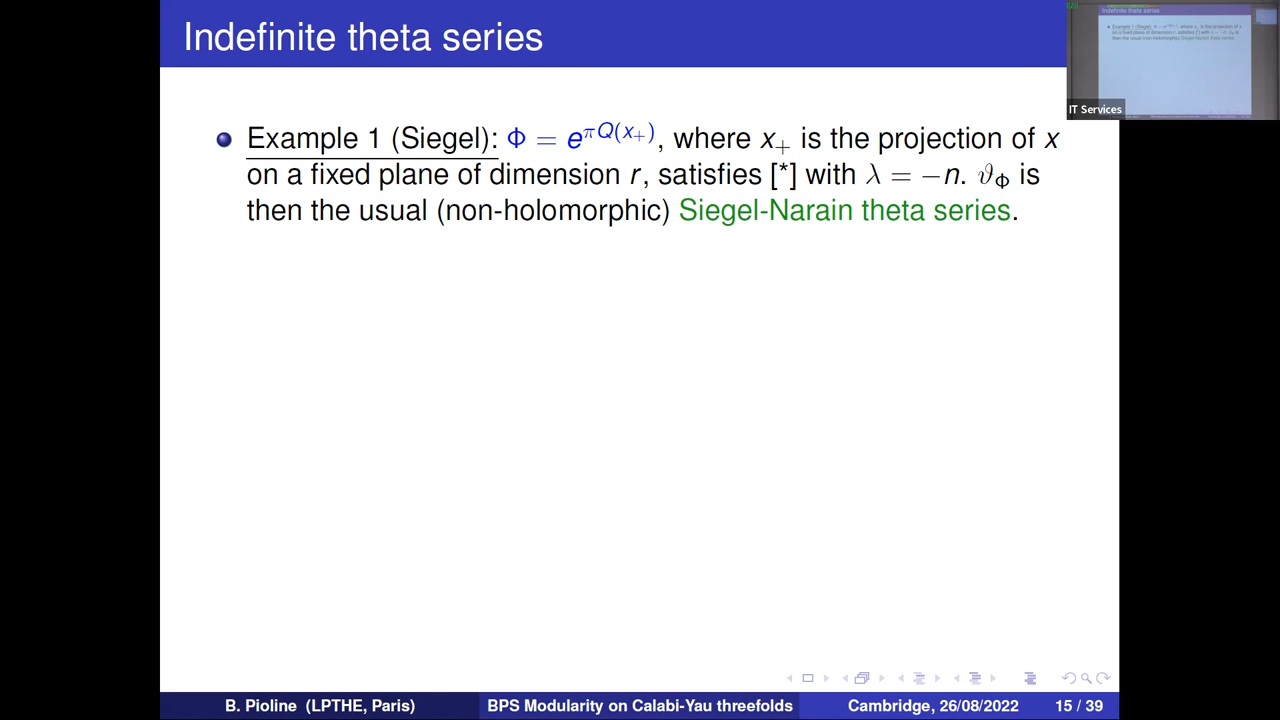 Indefinite theta series
IT Services
Example 1 (Siegel): Φ = e^{πQ(x₊)}, where x₊ is the projection of x
on a fixed plane of dimension r, satisfies [*] with λ = −n. ϑ_Φ is
then the usual (non-holomorphic) Siegel-Narain theta series.
B. Pioline (LPTHE, Paris) BPS Modularity on Calabi-Yau threefolds Cambridge, 26/08/2022 15 / 39